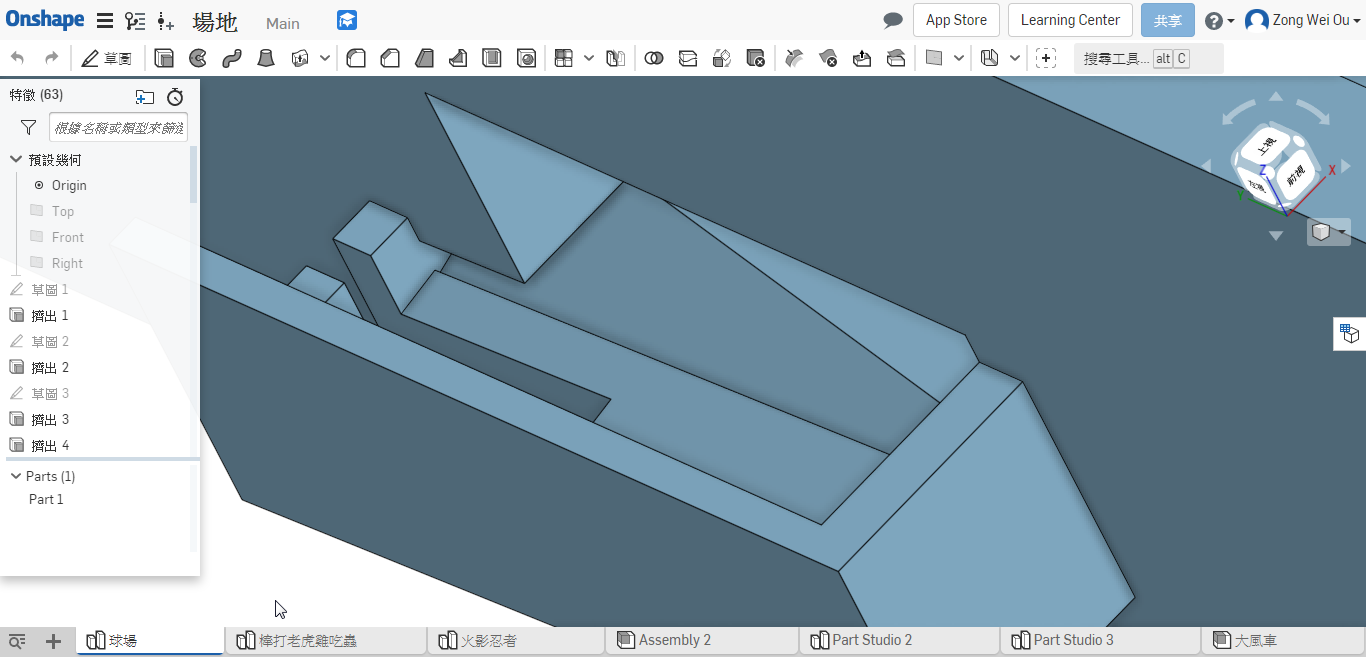 Onshape 場地 Main App Store Learning Center 共享 Zong Wei Ou
草圖 搜尋工具... alt C
特徵 (63)
根據名稱或類型來篩選
預設幾何
Origin
Top
Front
Right
草圖 1
擠出 1
草圖 2
擠出 2
草圖 3
擠出 3
擠出 4
Parts (1)
Part 1
上視
前視
Z
X
Y
球場 棒打老虎雞吃蟲 火影忍者 Assembly 2 Part Studio 2 Part Studio 3 大風車